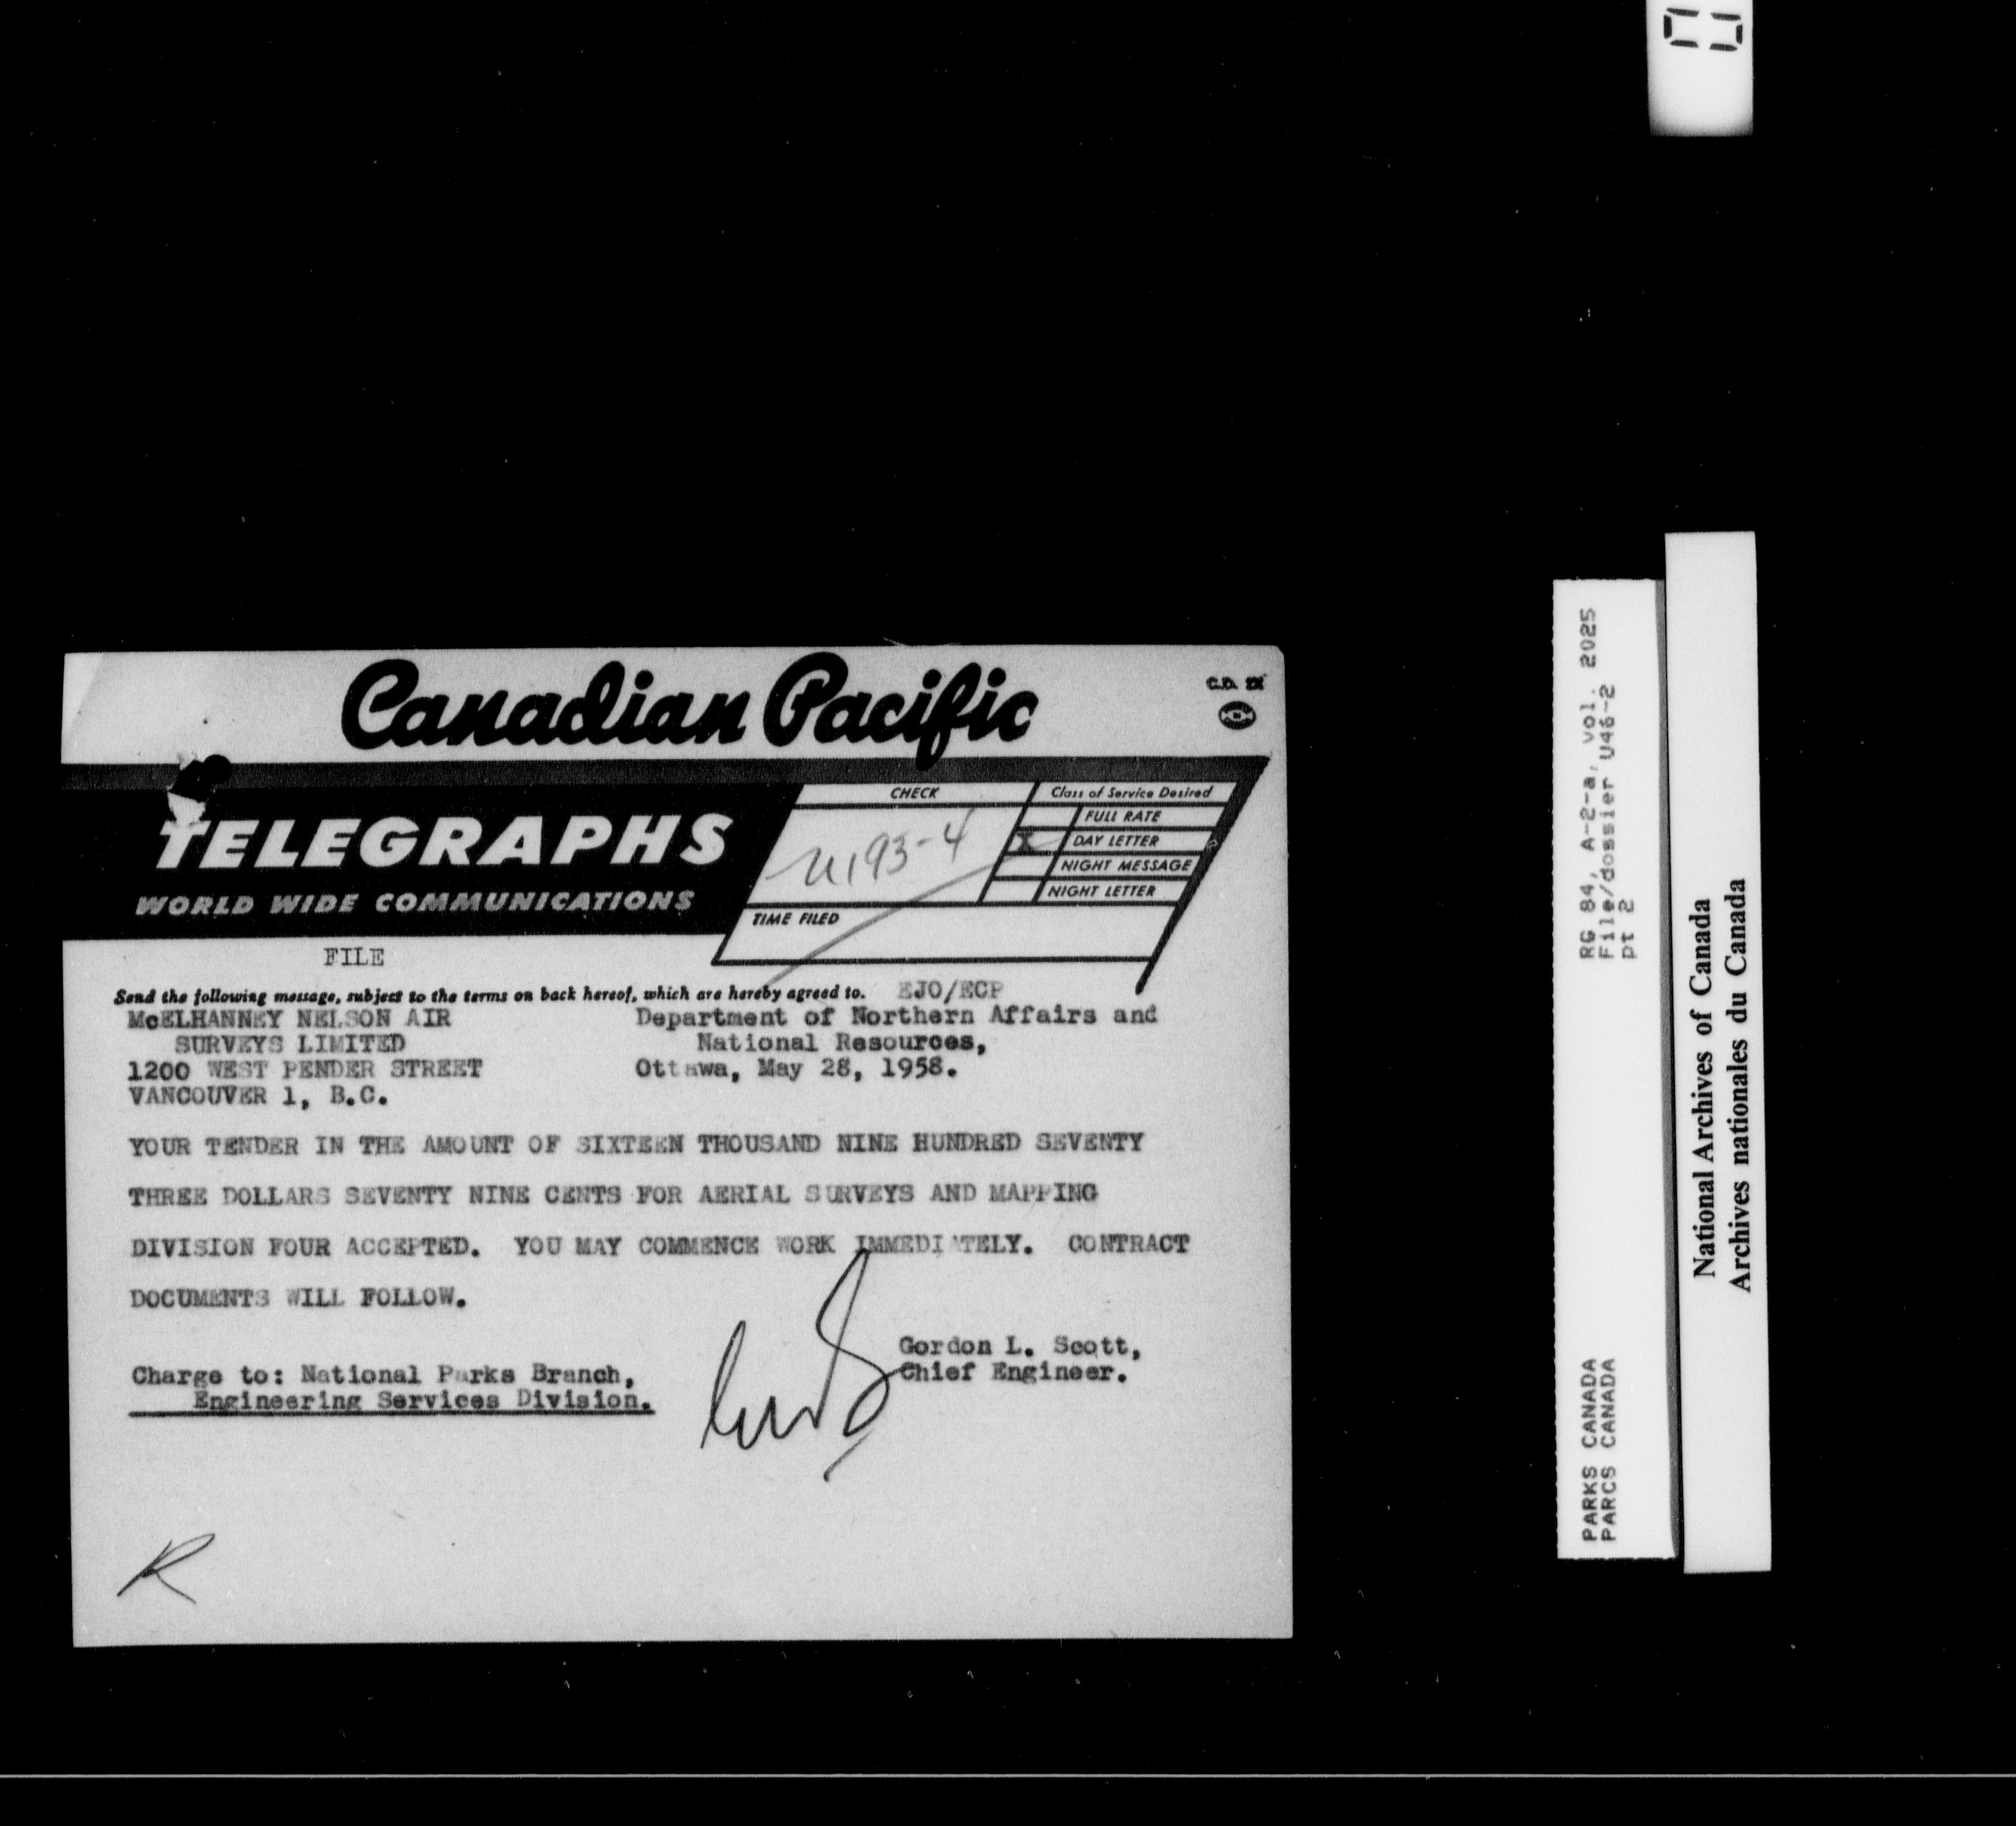 Canadian Pacific
TELEGRAPHS
WORLD WIDE COMMUNICATIONS
CHECK
U193-4
Class of Service Desired
FULL RATE
X DAY LETTER
NIGHT MESSAGE
NIGHT LETTER
TIME FILED
FILE
Send the following message, subject to the terms on back hereof, which are hereby agreed to.
EJO/ECP
McELHANNEY NELSON AIR
SURVEYS LIMITED
1200 WEST PENDER STREET
VANCOUVER 1, B.C.
Department of Northern Affairs and
National Resources,
Ottawa, May 28, 1958.
YOUR TENDER IN THE AMOUNT OF SIXTEEN THOUSAND NINE HUNDRED SEVENTY
THREE DOLLARS SEVENTY NINE CENTS FOR AERIAL SURVEYS AND MAPPING
DIVISION FOUR ACCEPTED. YOU MAY COMMENCE WORK IMMEDIATELY. CONTRACT
DOCUMENTS WILL FOLLOW.
Gordon L. Scott,
Chief Engineer.
Charge to: National Parks Branch,
Engineering Services Division.
R
RG 84, A-2-a, vol. 2025
File/dossier U46-2
pt 2
PARKS CANADA
PARCS CANADA
National Archives of Canada
Archives nationales du Canada